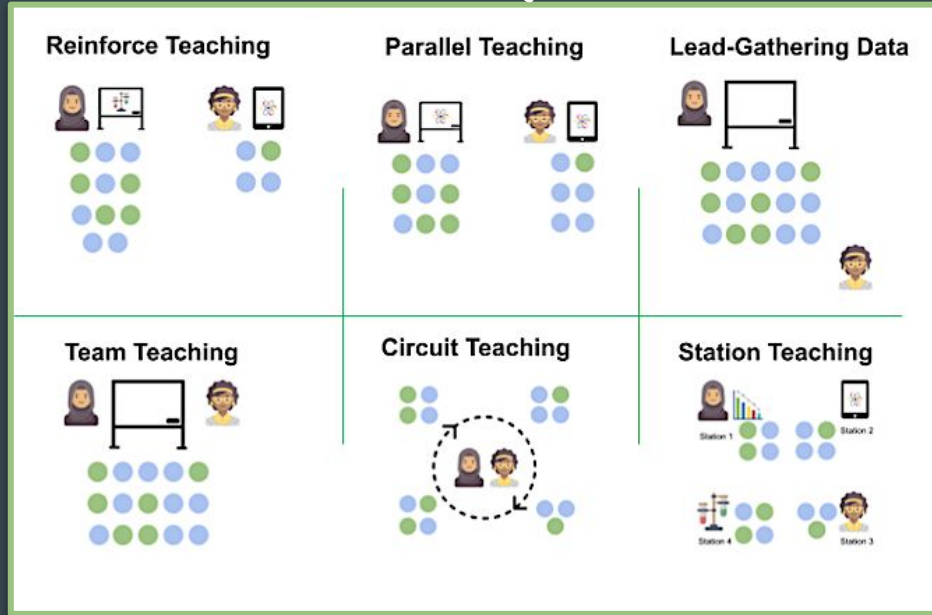 Reinforce Teaching
Parallel Teaching
Lead-Gathering Data
Team Teaching
Circuit Teaching
Station Teaching
Station 1
Station 2
Station 4
Station 3